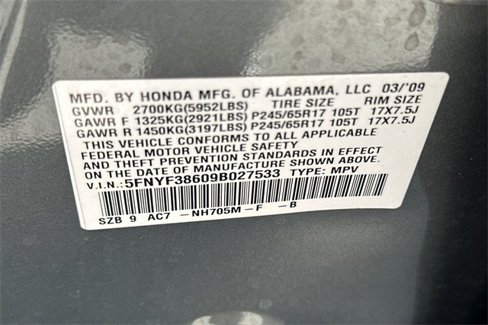 MFD. BY HONDA MFG. OF ALABAMA, LLC 03/'09
GVWR 2700KG(5952LBS) TIRE SIZE RIM SIZE
GAWR F 1325KG(2921LBS) P245/65R17 105T 17X7.5J
GAWR R 1450KG(3197LBS) P245/65R17 105T 17X7.5J
THIS VEHICLE CONFORMS TO ALL APPLICABLE
FEDERAL MOTOR VEHICLE SAFETY AND THEFT
PREVENTION STANDARDS IN EFFECT ON THE DATE
OF MANUFACTURE SHOWN ABOVE.
V.I.N.:5FNYF38609B027533 TYPE: MPV
SZB 9 AC7 -NH705M-F -B